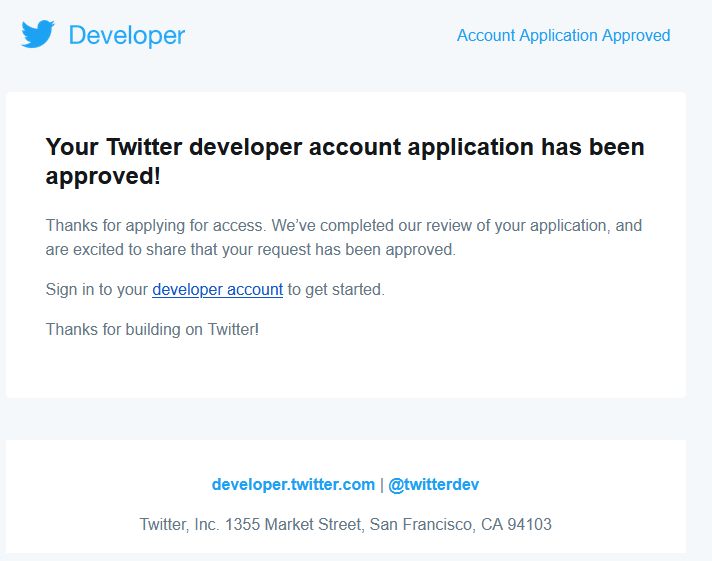 Developer
Account Application Approved
Your Twitter developer account application has been
approved!
Thanks for applying for access. We’ve completed our review of your application, and
are excited to share that your request has been approved.
Sign in to your developer account to get started.
Thanks for building on Twitter!
developer.twitter.com | @twitterdev
Twitter, Inc. 1355 Market Street, San Francisco, CA 94103